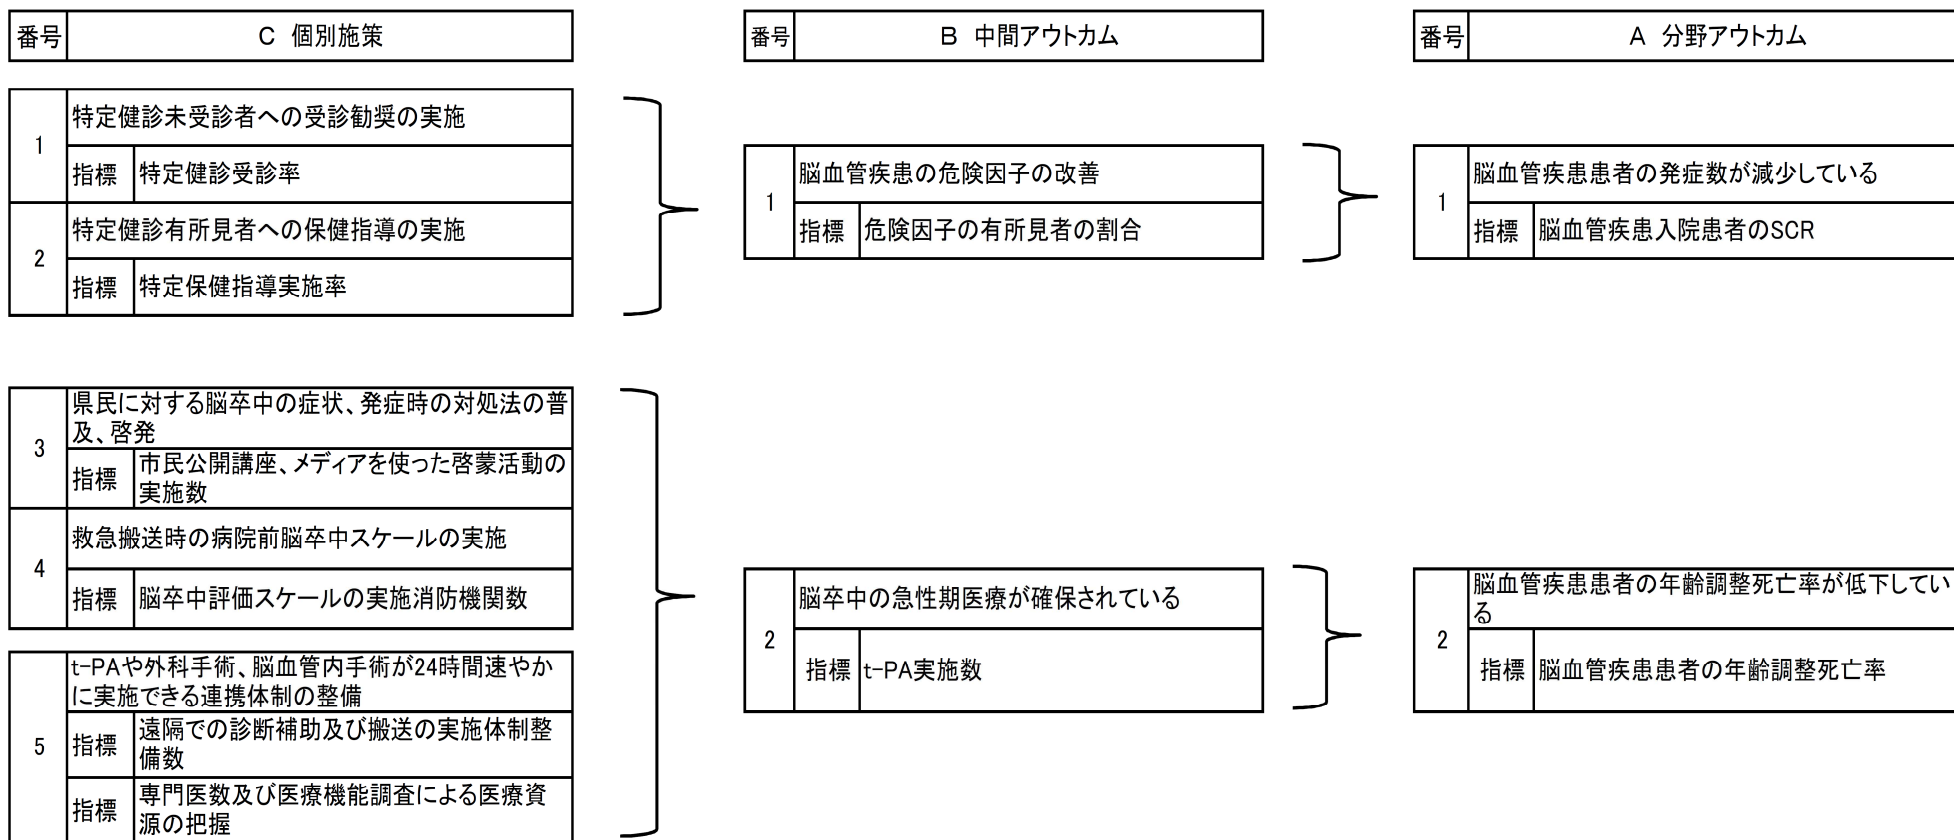 番号 C 個別施策
番号 B 中間アウトカム
番号 A 分野アウトカム
1
特定健診未受診者への受診勧奨の実施
指標 特定健診受診率
2
特定健診有所見者への保健指導の実施
指標 特定保健指導実施率
1
脳血管疾患の危険因子の改善
指標 危険因子の有所見者の割合
1
脳血管疾患患者の発症数が減少している
指標 脳血管疾患入院患者のSCR
3
県民に対する脳卒中の症状、発症時の対処法の普
及、啓発
指標
市民公開講座、メディアを使った啓蒙活動の
実施数
4
救急搬送時の病院前脳卒中スケールの実施
指標 脳卒中評価スケールの実施消防機関数
5
t-PAや外科手術、脳血管内手術が24時間速やか
に実施できる連携体制の整備
指標
遠隔での診断補助及び搬送の実施体制整
備数
指標
専門医数及び医療機能調査による医療資
源の把握
2
脳卒中の急性期医療が確保されている
指標 t-PA実施数
2
脳血管疾患患者の年齢調整死亡率が低下してい
る
指標 脳血管疾患患者の年齢調整死亡率